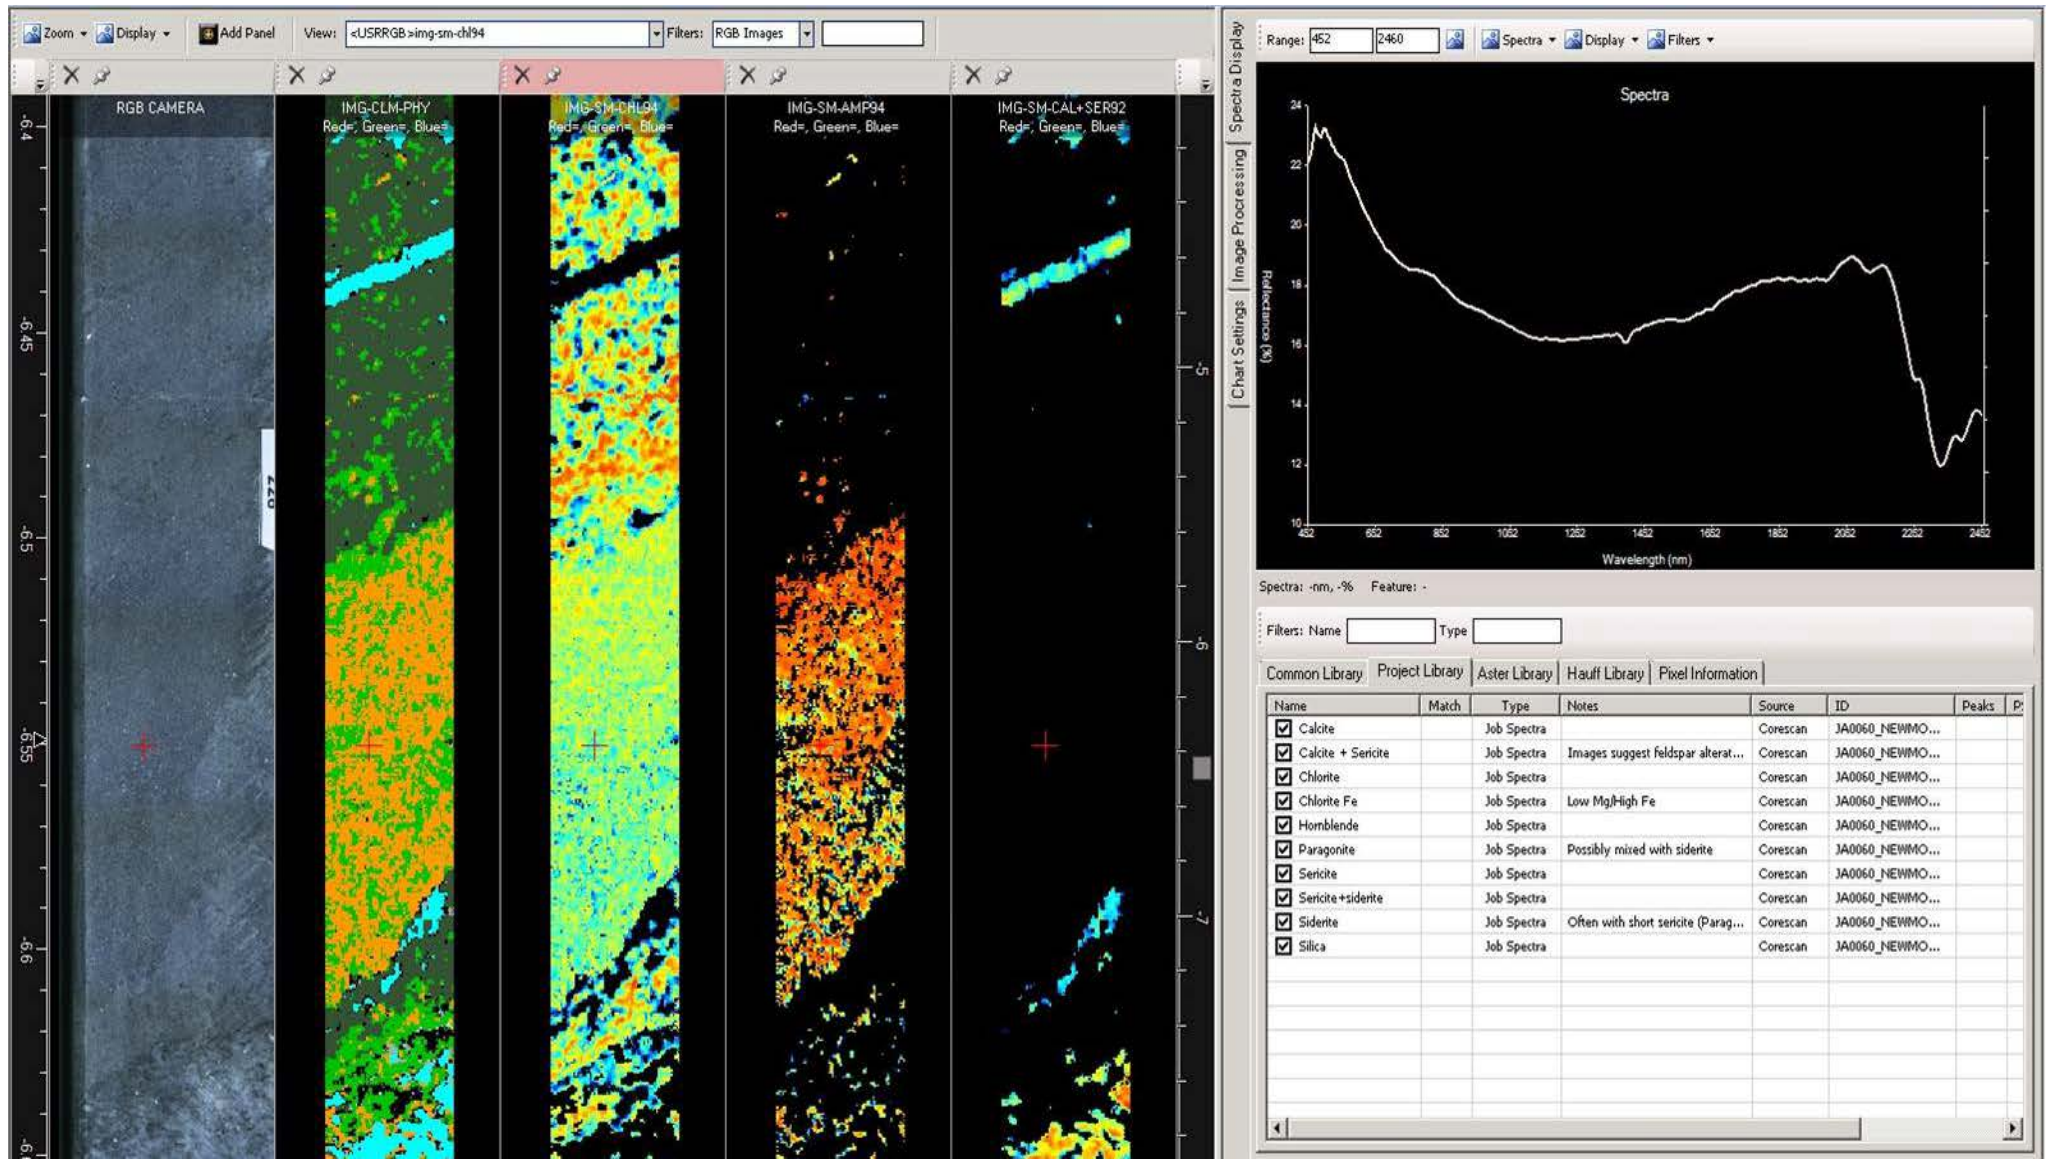 Zoom Display Add Panel View: <USRRGB>img-sm-chl94 Filters: RGB Images
RGB CAMERA
IMG-CLM-PHY
Red=, Green=, Blue=
IMG-SM-CHL94
Red=, Green=, Blue=
IMG-SM-AMP94
Red=, Green=, Blue=
IMG-SM-CAL+SER92
Red=, Green=, Blue=
-6.4
-6.45
-6.5
-6.55
-6.6
-5
-6
-7
Spectra Display
Image Processing
Chart Settings
Range: 452 2460 Spectra Display Filters
Spectra
Reflectance (%)
24
22
20
18
16
14
12
10
452 652 852 1052 1252 1452 1652 1852 2052 2252 2452
Wavelength (nm)
Spectra: -nm, -% Feature: -
Filters: Name Type
Common Library Project Library Aster Library Hauff Library Pixel Information
Name Match Type Notes Source ID Peaks
Calcite Job Spectra Corescan JA0060_NEWMO...
Calcite + Sericite Job Spectra Images suggest feldspar alterat... Corescan JA0060_NEWMO...
Chlorite Job Spectra Corescan JA0060_NEWMO...
Chlorite Fe Job Spectra Low Mg/High Fe Corescan JA0060_NEWMO...
Hornblende Job Spectra Corescan JA0060_NEWMO...
Paragonite Job Spectra Possibly mixed with siderite Corescan JA0060_NEWMO...
Sericite Job Spectra Corescan JA0060_NEWMO...
Sericite+siderite Job Spectra Corescan JA0060_NEWMO...
Siderite Job Spectra Often with short sericite (Parag... Corescan JA0060_NEWMO...
Silica Job Spectra Corescan JA0060_NEWMO...